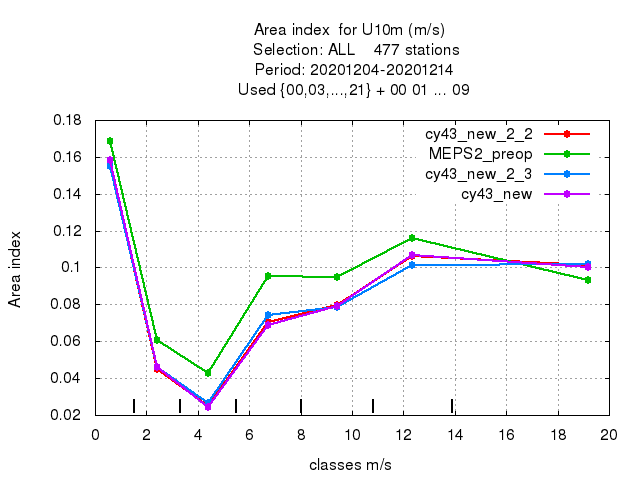 Area index  for U10m (m/s)
Selection: ALL    477 stations
Period: 20201204-20201214
Used {00,03,...,21} + 00 01 ... 09
cy43_new_2_2
MEPS2_preop
cy43_new_2_3
cy43_new
Area index
0.18
0.16
0.14
0.12
0.1
0.08
0.06
0.04
0.02
0 2 4 6 8 10 12 14 16 18 20
classes m/s